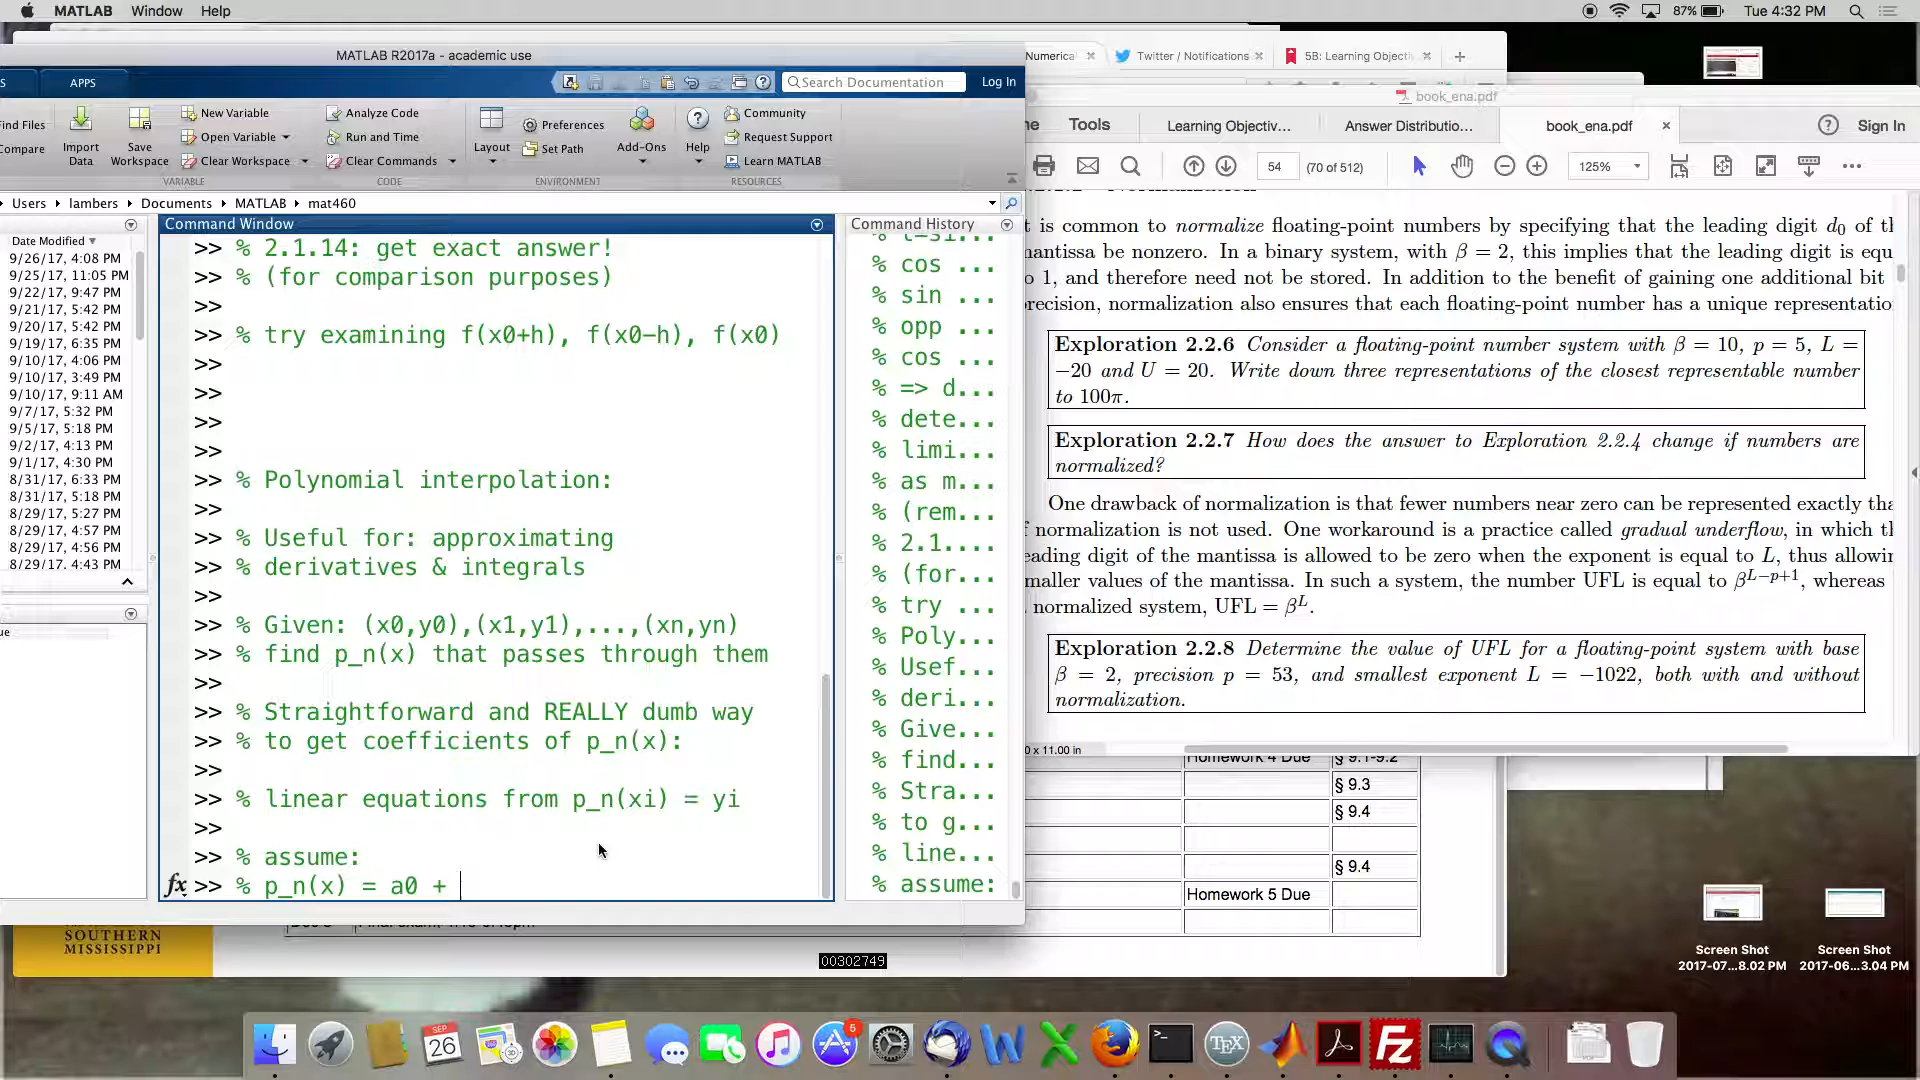 MATLAB Window Help
87% Tue 4:32 PM
MATLAB R2017a - academic use
Numerical
Twitter / Notifications
5B: Learning Objectiv
APPS
Search Documentation
Log In
book_ena.pdf
Find Files
Compare
Import Data
Save Workspace
New Variable
Open Variable
Clear Workspace
VARIABLE
Analyze Code
Run and Time
Clear Commands
CODE
Layout
Preferences
Set Path
ENVIRONMENT
Add-Ons
Help
Community
Request Support
Learn MATLAB
RESOURCES
Tools
Learning Objectiv...
Answer Distributio...
book_ena.pdf
Sign In
54
(70 of 512)
125%
Users lambers Documents MATLAB mat460
Date Modified
9/26/17, 4:08 PM
9/25/17, 11:05 PM
9/22/17, 9:47 PM
9/21/17, 5:42 PM
9/20/17, 5:42 PM
9/19/17, 6:35 PM
9/10/17, 4:06 PM
9/10/17, 3:49 PM
9/10/17, 9:11 AM
9/7/17, 5:32 PM
9/5/17, 5:18 PM
9/2/17, 4:13 PM
9/1/17, 4:30 PM
8/31/17, 6:33 PM
8/31/17, 5:18 PM
8/29/17, 5:27 PM
8/29/17, 4:57 PM
8/29/17, 4:56 PM
8/29/17, 4:43 PM
Command Window
>> % 2.1.14: get exact answer!
>> % (for comparison purposes)
>>
>> % try examining f(x0+h), f(x0-h), f(x0)
>>
>>
>>
>>
>> % Polynomial interpolation:
>>
>> % Useful for: approximating
>> % derivatives & integrals
>>
>> % Given: (x0,y0),(x1,y1),...,(xn,yn)
>> % find p_n(x) that passes through them
>>
>> % Straightforward and REALLY dumb way
>> % to get coefficients of p_n(x):
>>
>> % linear equations from p_n(xi) = yi
>>
>> % assume:
fx >> % p_n(x) = a0 +
Command History
% cos ...
% sin ...
% opp ...
% cos ...
% => d...
% dete...
% limi...
% as m...
% (rem...
% 2.1....
% (for...
% try ...
% Poly...
% Usef...
% deri...
% Give...
% find...
% Stra...
% to g...
% line...
% assume:
t is common to normalize floating-point numbers by specifying that the leading digit d0 of th
nantissa be nonzero. In a binary system, with β = 2, this implies that the leading digit is equ
o 1, and therefore need not be stored. In addition to the benefit of gaining one additional bit
recision, normalization also ensures that each floating-point number has a unique representatio
Exploration 2.2.6 Consider a floating-point number system with β = 10, p = 5, L =
−20 and U = 20. Write down three representations of the closest representable number
to 100π.
Exploration 2.2.7 How does the answer to Exploration 2.2.4 change if numbers are
normalized?
One drawback of normalization is that fewer numbers near zero can be represented exactly tha
f normalization is not used. One workaround is a practice called gradual underflow, in which th
eading digit of the mantissa is allowed to be zero when the exponent is equal to L, thus allowin
maller values of the mantissa. In such a system, the number UFL is equal to β^{L−p+1}, whereas
normalized system, UFL = β^L.
Exploration 2.2.8 Determine the value of UFL for a floating-point system with base
β = 2, precision p = 53, and smallest exponent L = −1022, both with and without
normalization.
0 x 11.00 in
Homework 4 Due
§ 9.1-9.2
§ 9.3
§ 9.4
§ 9.4
Homework 5 Due
SOUTHERN
MISSISSIPPI
00302749
Screen Shot
2017-07...8.02 PM
Screen Shot
2017-06...3.04 PM
SEP
26
5
TEX